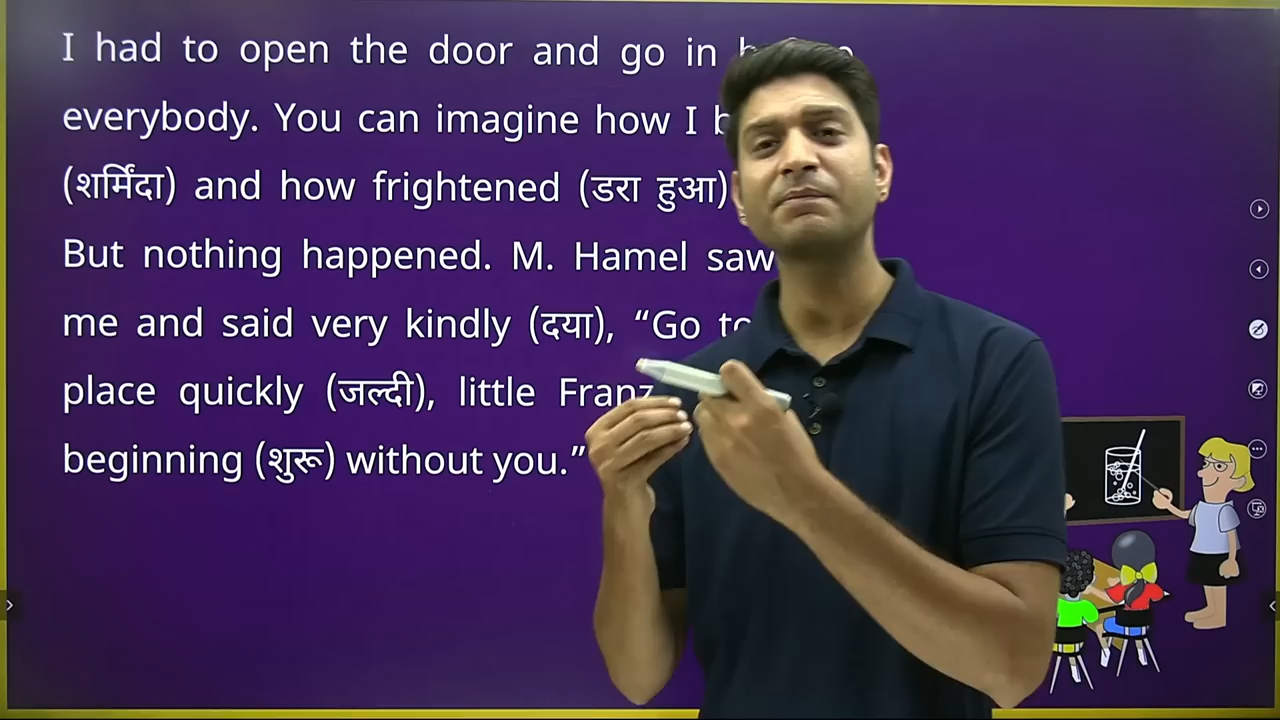 I had to open the door and go in
everybody. You can imagine how I
(शर्मिंदा) and how frightened (डरा हुआ)
But nothing happened. M. Hamel saw
me and said very kindly (दया), “Go to
place quickly (जल्दी), little Franz
beginning (शुरू) without you.”